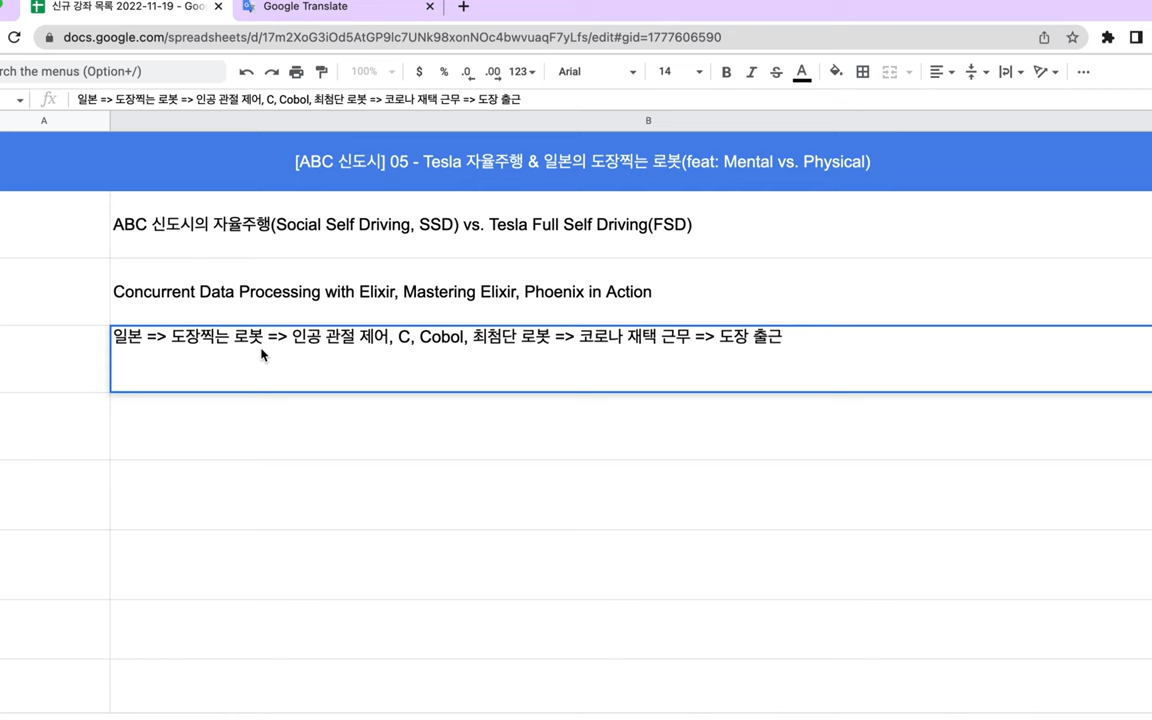 신규 강좌 목록 2022-11-19 - Goo
Google Translate
docs.google.com/spreadsheets/d/17m2XoG3iOd5AtGP9lc7UNk98xonNOc4bwvuaqF7yLfs/edit#gid=1777606590
rch the menus (Option+/)
100%
$
%
.0
.00
123
Arial
14
B
I
S
A
fx
일본 => 도장찍는 로봇 => 인공 관절 제어, C, Cobol, 최첨단 로봇 => 코로나 재택 근무 => 도장 출근
A
B
[ABC 신도시] 05 - Tesla 자율주행 & 일본의 도장찍는 로봇(feat: Mental vs. Physical)
ABC 신도시의 자율주행(Social Self Driving, SSD) vs. Tesla Full Self Driving(FSD)
Concurrent Data Processing with Elixir, Mastering Elixir, Phoenix in Action
일본 => 도장찍는 로봇 => 인공 관절 제어, C, Cobol, 최첨단 로봇 => 코로나 재택 근무 => 도장 출근